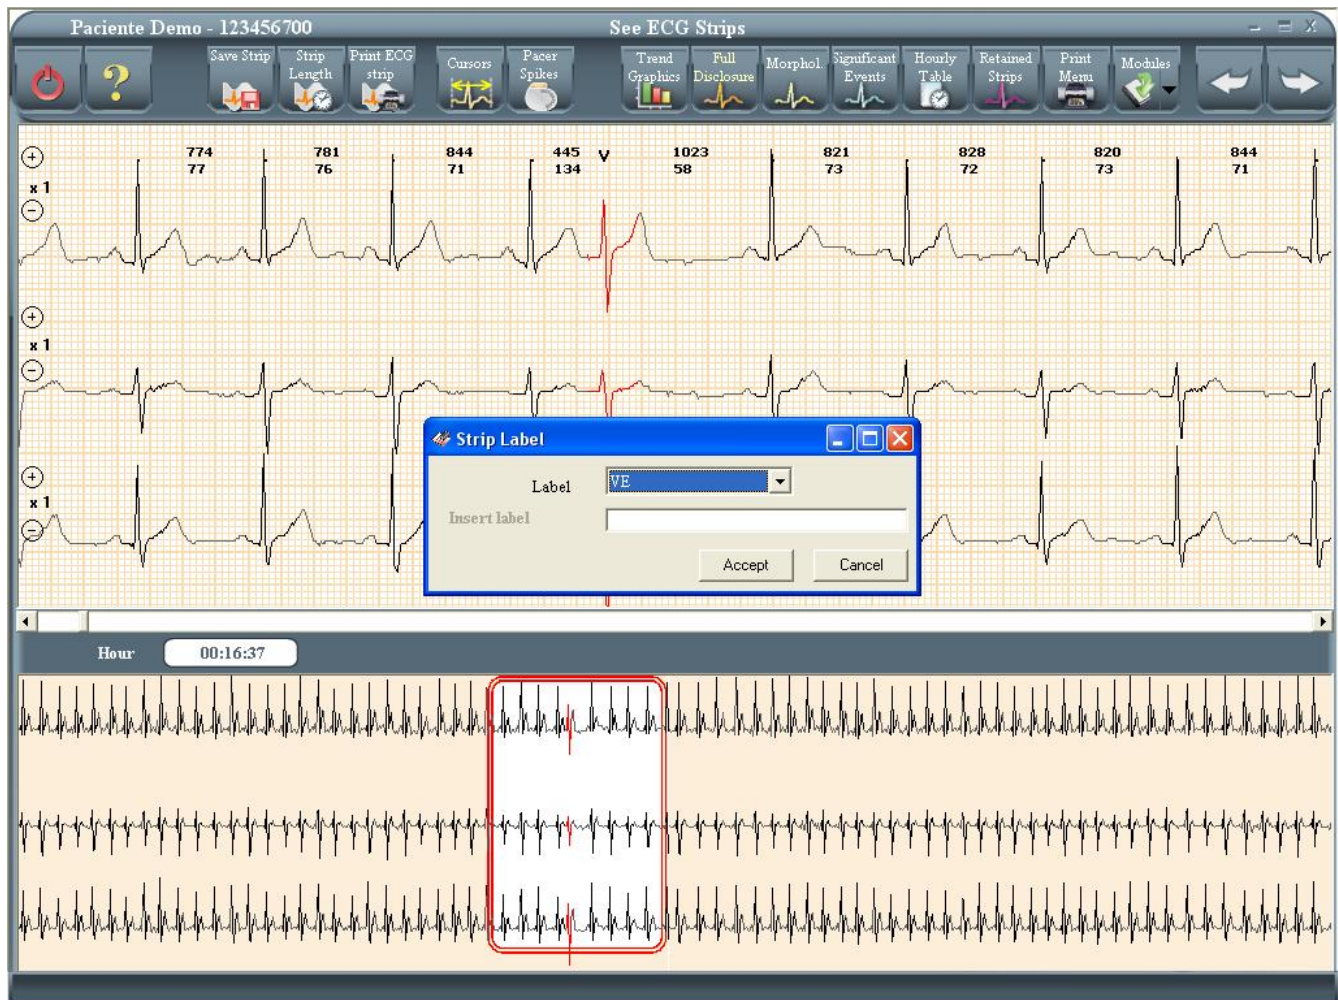 Paciente Demo - 123456700
See ECG Strips
Save Strip
Strip Length
Print ECG strip
Cursors
Pacer Spikes
Trend Graphics
Full Disclosure
Morphol.
Significant Events
Hourly Table
Retained Strips
Print Menu
Modules
?
774 781 844 445 V 1023 821 828 820 844
77 76 71 134 58 73 72 73 71
+
x 1
−
+
x 1
−
+
x 1
−
Strip Label
Label VE
Insert label
Accept Cancel
Hour 00:16:37